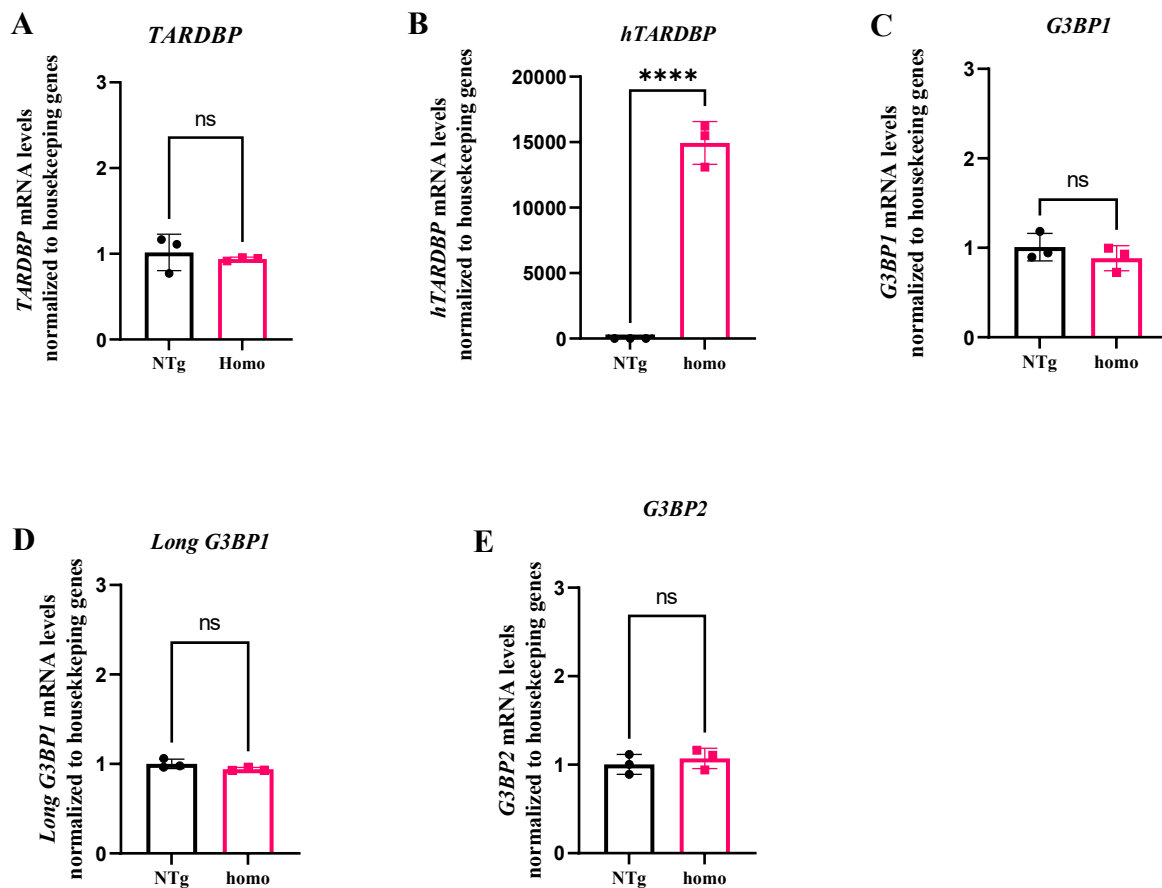 A
TARDBP
TARDBP mRNA levels
normalized to housekeeping genes
3
2
1
0
ns
NTg
Homo
B
hTARDBP
hTARDBP mRNA levels
normalized to housekeeping genes
20000
15000
10000
5000
0
****
NTg
homo
C
G3BP1
G3BP1 mRNA levels
normalized to housekeeing genes
3
2
1
0
ns
NTg
homo
D
Long G3BP1
Long G3BP1 mRNA levels
normalized to housekkeping genes
3
2
1
0
ns
NTg
homo
E
G3BP2
G3BP2 mRNA levels
normalized to housekeeping genes
3
2
1
0
ns
NTg
homo